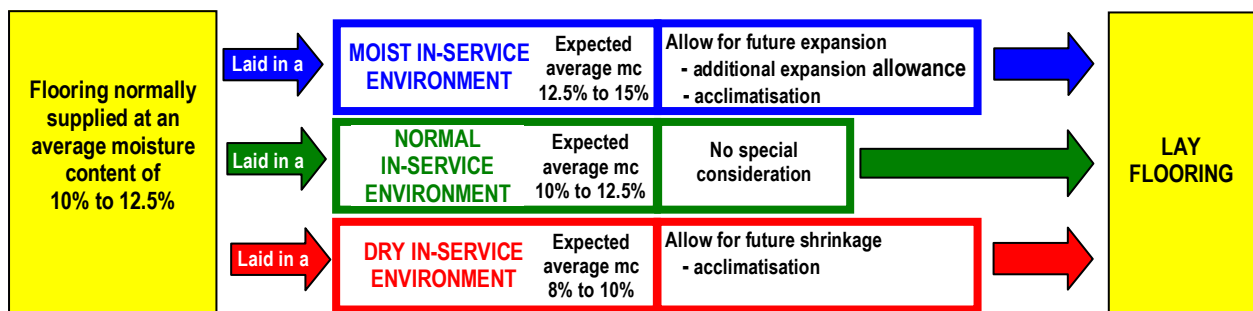 Flooring normally
supplied at an
average moisture
content of
10% to 12.5%
Laid in a
MOIST IN-SERVICE
ENVIRONMENT
Expected
average mc
12.5% to 15%
Allow for future expansion
- additional expansion allowance
- acclimatisation
Laid in a
NORMAL
IN-SERVICE
ENVIRONMENT
Expected
average mc
10% to 12.5%
No special
consideration
Laid in a
DRY IN-SERVICE
ENVIRONMENT
Expected
average mc
8% to 10%
Allow for future shrinkage
- acclimatisation
LAY
FLOORING